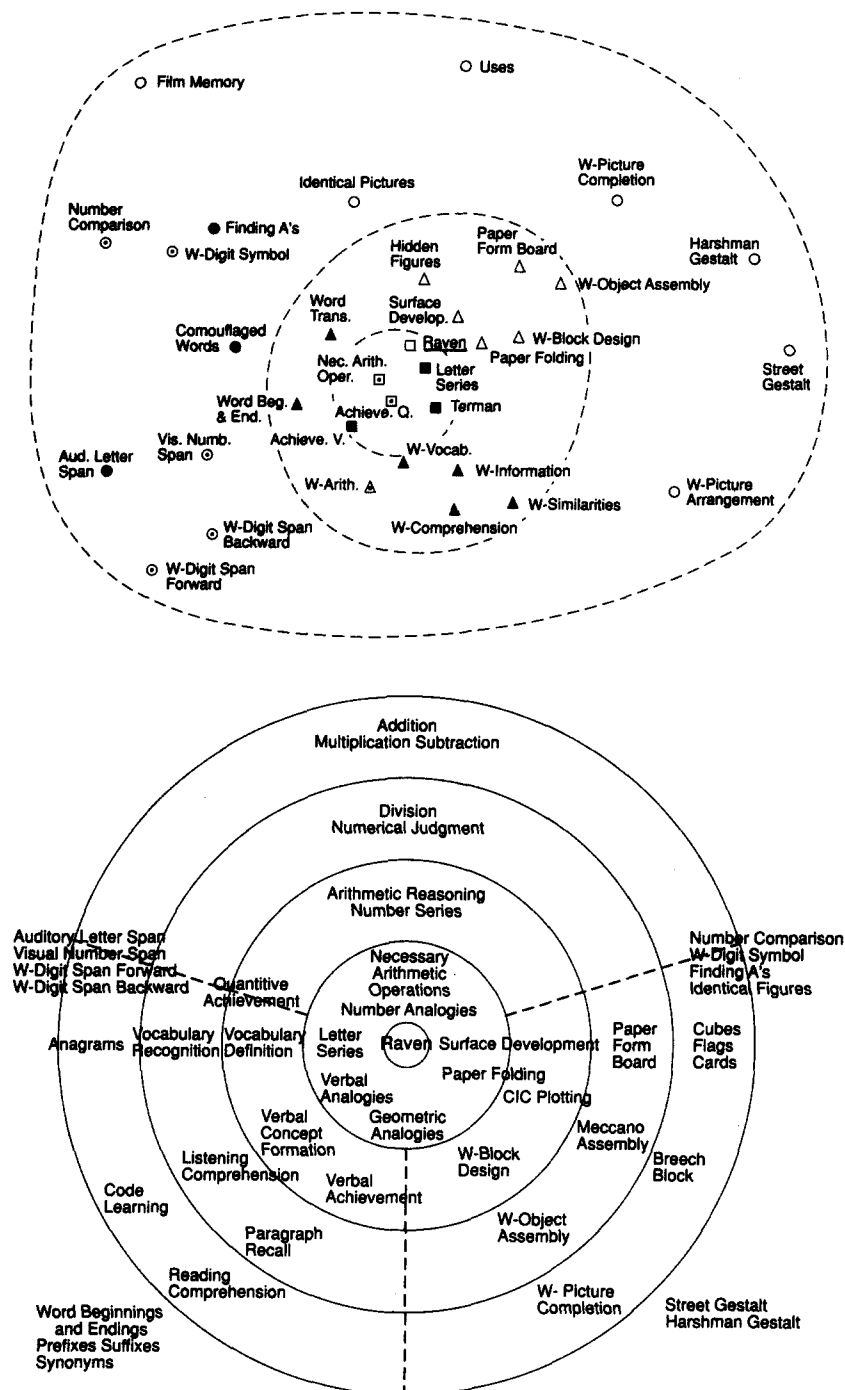 Film Memory
Uses
W-Picture
Completion
Identical Pictures
Number
Comparison
Finding A's
W-Digit Symbol
Hidden
Figures
Paper
Form Board
Harshman
Gestalt
W-Object Assembly
Word
Trans.
Surface
Develop.
Comouflaged
Words
Raven
W-Block Design
Paper Folding
Nec. Arith.
Oper.
Letter
Series
Street
Gestalt
Word Beg.
& End.
Achieve. Q.
Terman
Achieve. V.
Vis. Numb.
Span
Aud. Letter
Span
W-Vocab.
W-Information
W-Arith.
W-Picture
Arrangement
W-Similarities
W-Comprehension
W-Digit Span
Backward
W-Digit Span
Forward
Addition
Multiplication Subtraction
Division
Numerical Judgment
Arithmetic Reasoning
Number Series
Auditory Letter Span
Visual Number Span
W-Digit Span Forward
W-Digit Span Backward
Quantitive
Achievement
Necessary
Arithmetic
Operations
Number Analogies
Number Comparison
W-Digit Symbol
Finding A's
Identical Figures
Anagrams
Vocabulary
Recognition
Vocabulary
Definition
Letter
Series
Raven
Surface Development
Paper
Form
Board
Cubes
Flags
Cards
Verbal
Analogies
Paper Folding
CIC Plotting
Geometric
Analogies
Verbal
Concept
Formation
Meccano
Assembly
Listening
Comprehension
W-Block
Design
Breech
Block
Code
Learning
Verbal
Achievement
Paragraph
Recall
W-Object
Assembly
Reading
Comprehension
W- Picture
Completion
Word Beginnings
and Endings
Prefixes Suffixes
Synonyms
Street Gestalt
Harshman Gestalt